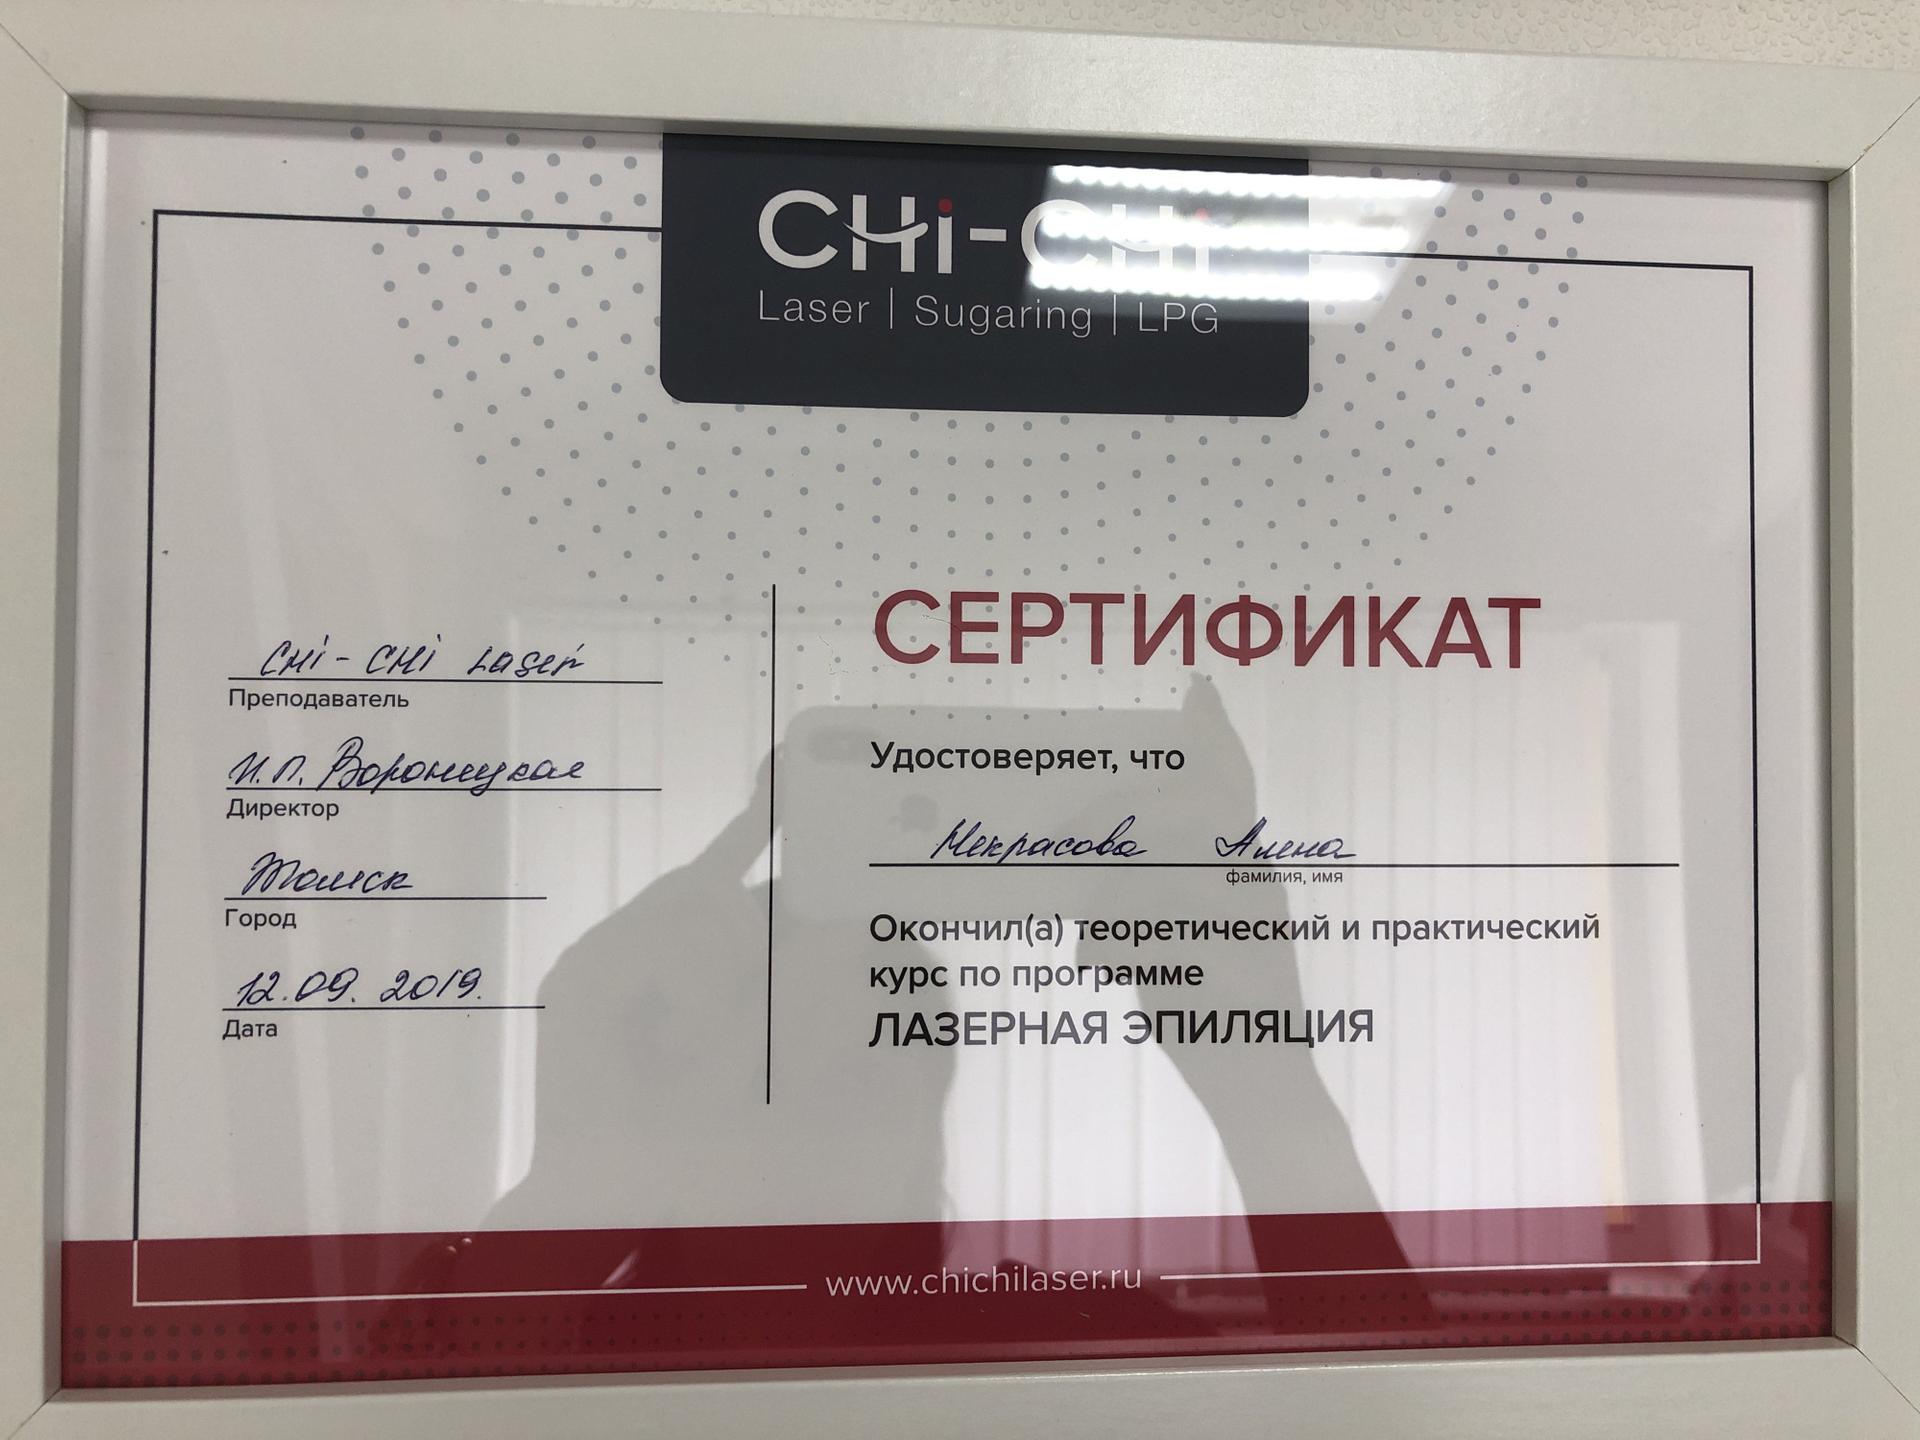 CHi-CHi
Laser | Sugaring | LPG
CHi - CHi Laser
Преподаватель
И.П. Вороницкая
Директор
Томск
Город
12.09. 2019.
Дата
СЕРТИФИКАТ
Удостоверяет, что
Некрасова Алена
фамилия, имя
Окончил(а) теоретический и практический
курс по программе
ЛАЗЕРНАЯ ЭПИЛЯЦИЯ
www.chichilaser.ru